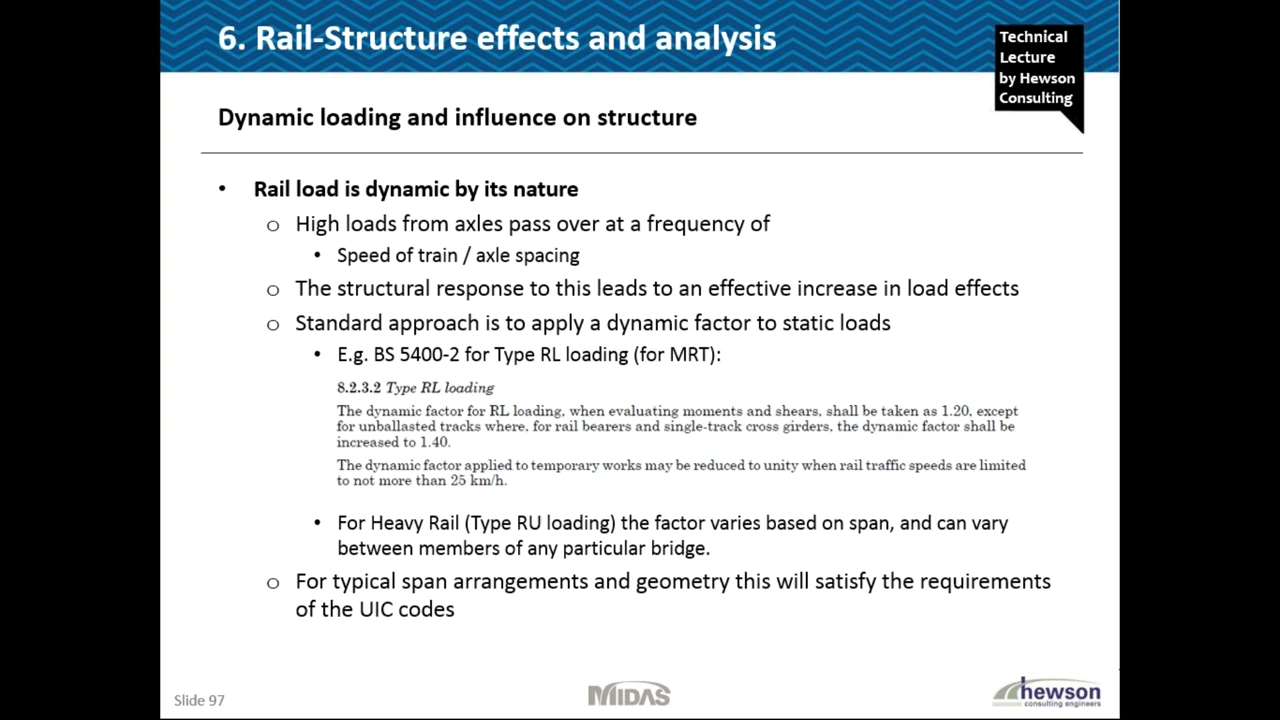 6. Rail-Structure effects and analysis
Technical
Lecture
by Hewson
Consulting
Dynamic loading and influence on structure
• Rail load is dynamic by its nature
o High loads from axles pass over at a frequency of
• Speed of train / axle spacing
o The structural response to this leads to an effective increase in load effects
o Standard approach is to apply a dynamic factor to static loads
• E.g. BS 5400-2 for Type RL loading (for MRT):
8.2.3.2 Type RL loading
The dynamic factor for RL loading, when evaluating moments and shears, shall be taken as 1.20, except
for unballasted tracks where, for rail bearers and single-track cross girders, the dynamic factor shall be
increased to 1.40.
The dynamic factor applied to temporary works may be reduced to unity when rail traffic speeds are limited
to not more than 25 km/h.
• For Heavy Rail (Type RU loading) the factor varies based on span, and can vary
between members of any particular bridge.
o For typical span arrangements and geometry this will satisfy the requirements
of the UIC codes
Slide 97
MIDAS
hewson
consulting engineers